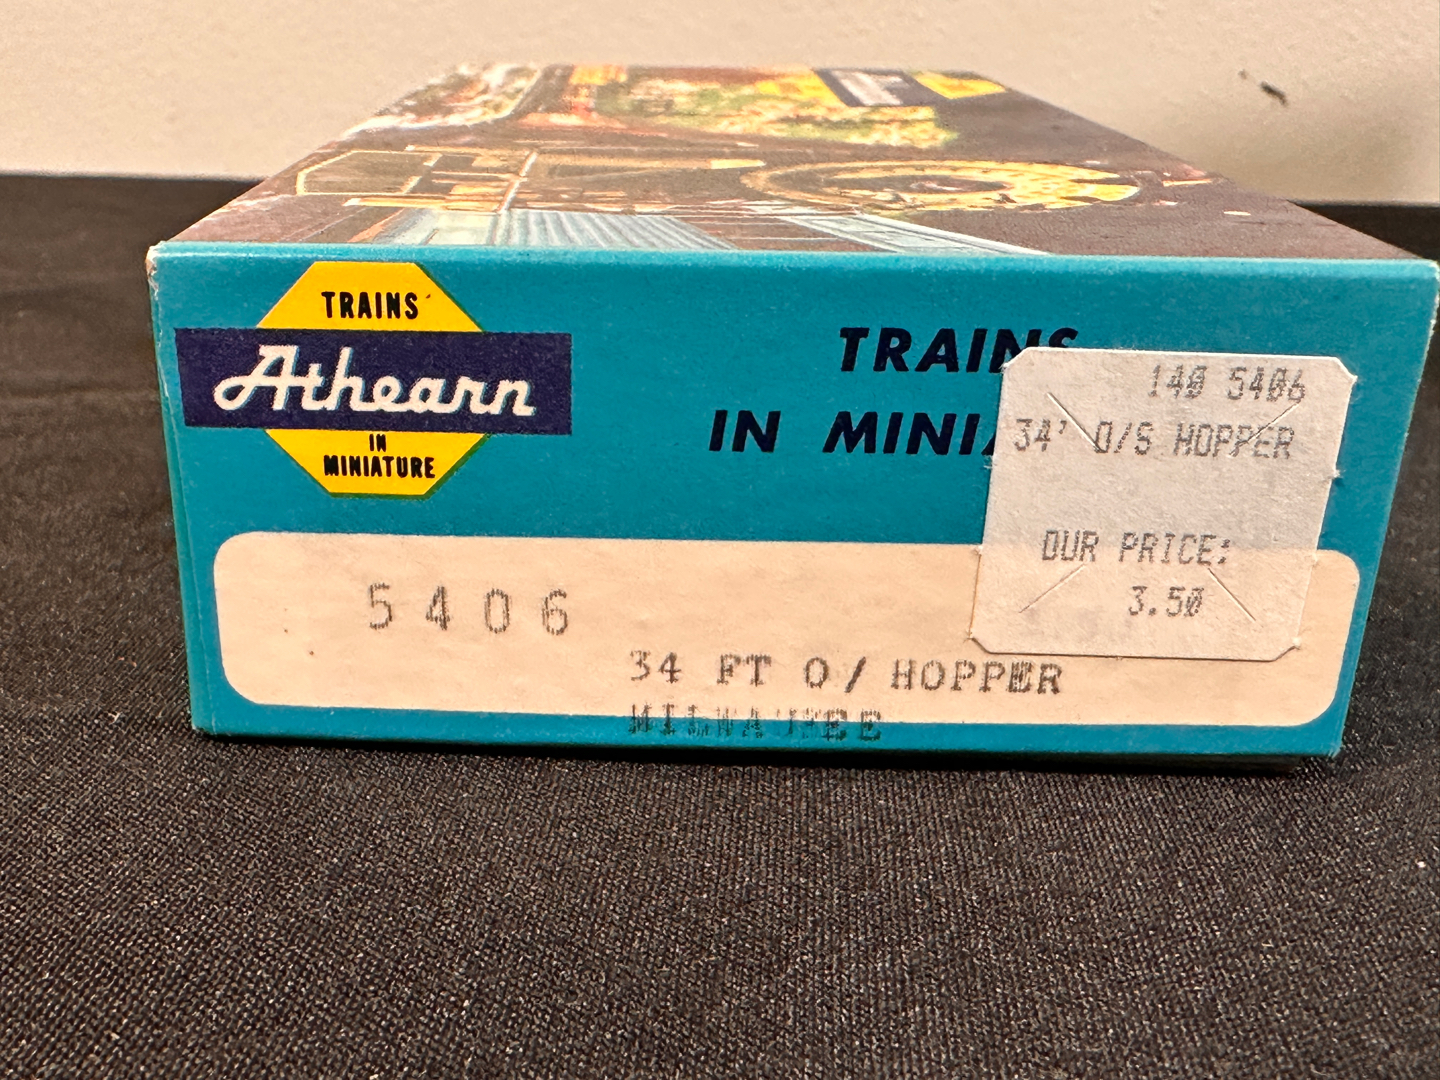 TRAINS
Athearn
IN
MINIATURE
TRAINS
IN MINIA
140 5406
34' O/S HOPPER
OUR PRICE:
3.50
5406
34 FT O/ HOPPER
MILWAUPEE